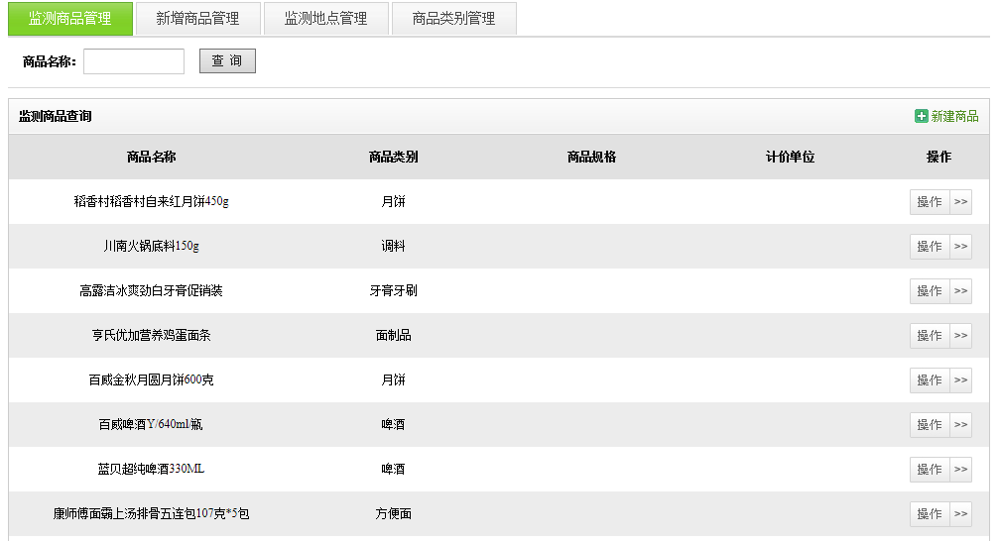 监测商品管理 新增商品管理 监测地点管理 商品类别管理
商品名称： 查 询
监测商品查询 新建商品
商品名称 商品类别 商品规格 计价单位 操作
稻香村稻香村自来红月饼450g 月饼 操作 >>
川南火锅底料150g 调料 操作 >>
高露洁冰爽劲白牙膏促销装 牙膏牙刷 操作 >>
亨氏优加营养鸡蛋面条 面制品 操作 >>
百威金秋月圆月饼600克 月饼 操作 >>
百威啤酒Y/640ml/瓶 啤酒 操作 >>
蓝贝超纯啤酒330ML 啤酒 操作 >>
康师傅面霸上汤排骨五连包107克*5包 方便面 操作 >>